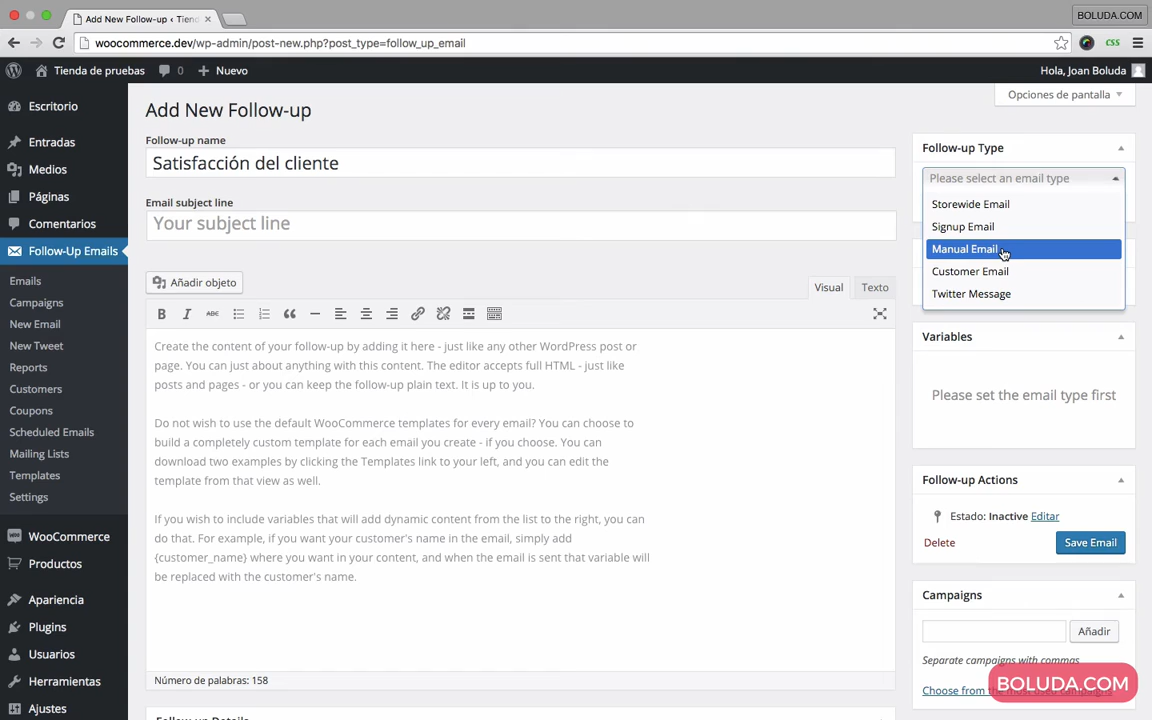 Add New Follow-up ‹ Tiend
BOLUDA.COM
woocommerce.dev/wp-admin/post-new.php?post_type=follow_up_email
CSS
Tienda de pruebas
0
Nuevo
Hola, Joan Boluda
Escritorio
Entradas
Medios
Páginas
Comentarios
Follow-Up Emails
Emails
Campaigns
New Email
New Tweet
Reports
Customers
Coupons
Scheduled Emails
Mailing Lists
Templates
Settings
WooCommerce
Productos
Apariencia
Plugins
Usuarios
Herramientas
Ajustes
Opciones de pantalla
Add New Follow-up
Follow-up name
Satisfacción del cliente
Email subject line
Your subject line
Añadir objeto
Visual
Texto
B I ABC
Create the content of your follow-up by adding it here - just like any other WordPress post or
page. You can just about anything with this content. The editor accepts full HTML - just like
posts and pages - or you can keep the follow-up plain text. It is up to you.
Do not wish to use the default WooCommerce templates for every email? You can choose to
build a completely custom template for each email you create - if you choose. You can
download two examples by clicking the Templates link to your left, and you can edit the
template from that view as well.
If you wish to include variables that will add dynamic content from the list to the right, you can
do that. For example, if you want your customer's name in the email, simply add
{customer_name} where you want in your content, and when the email is sent that variable will
be replaced with the customer's name.
Número de palabras: 158
Follow-up Details
Follow-up Type
Please select an email type
Storewide Email
Signup Email
Manual Email
Customer Email
Twitter Message
Variables
Please set the email type first
Follow-up Actions
Estado: Inactive Editar
Delete
Save Email
Campaigns
Añadir
Separate campaigns with commas
Choose from the most used campaigns
BOLUDA.COM